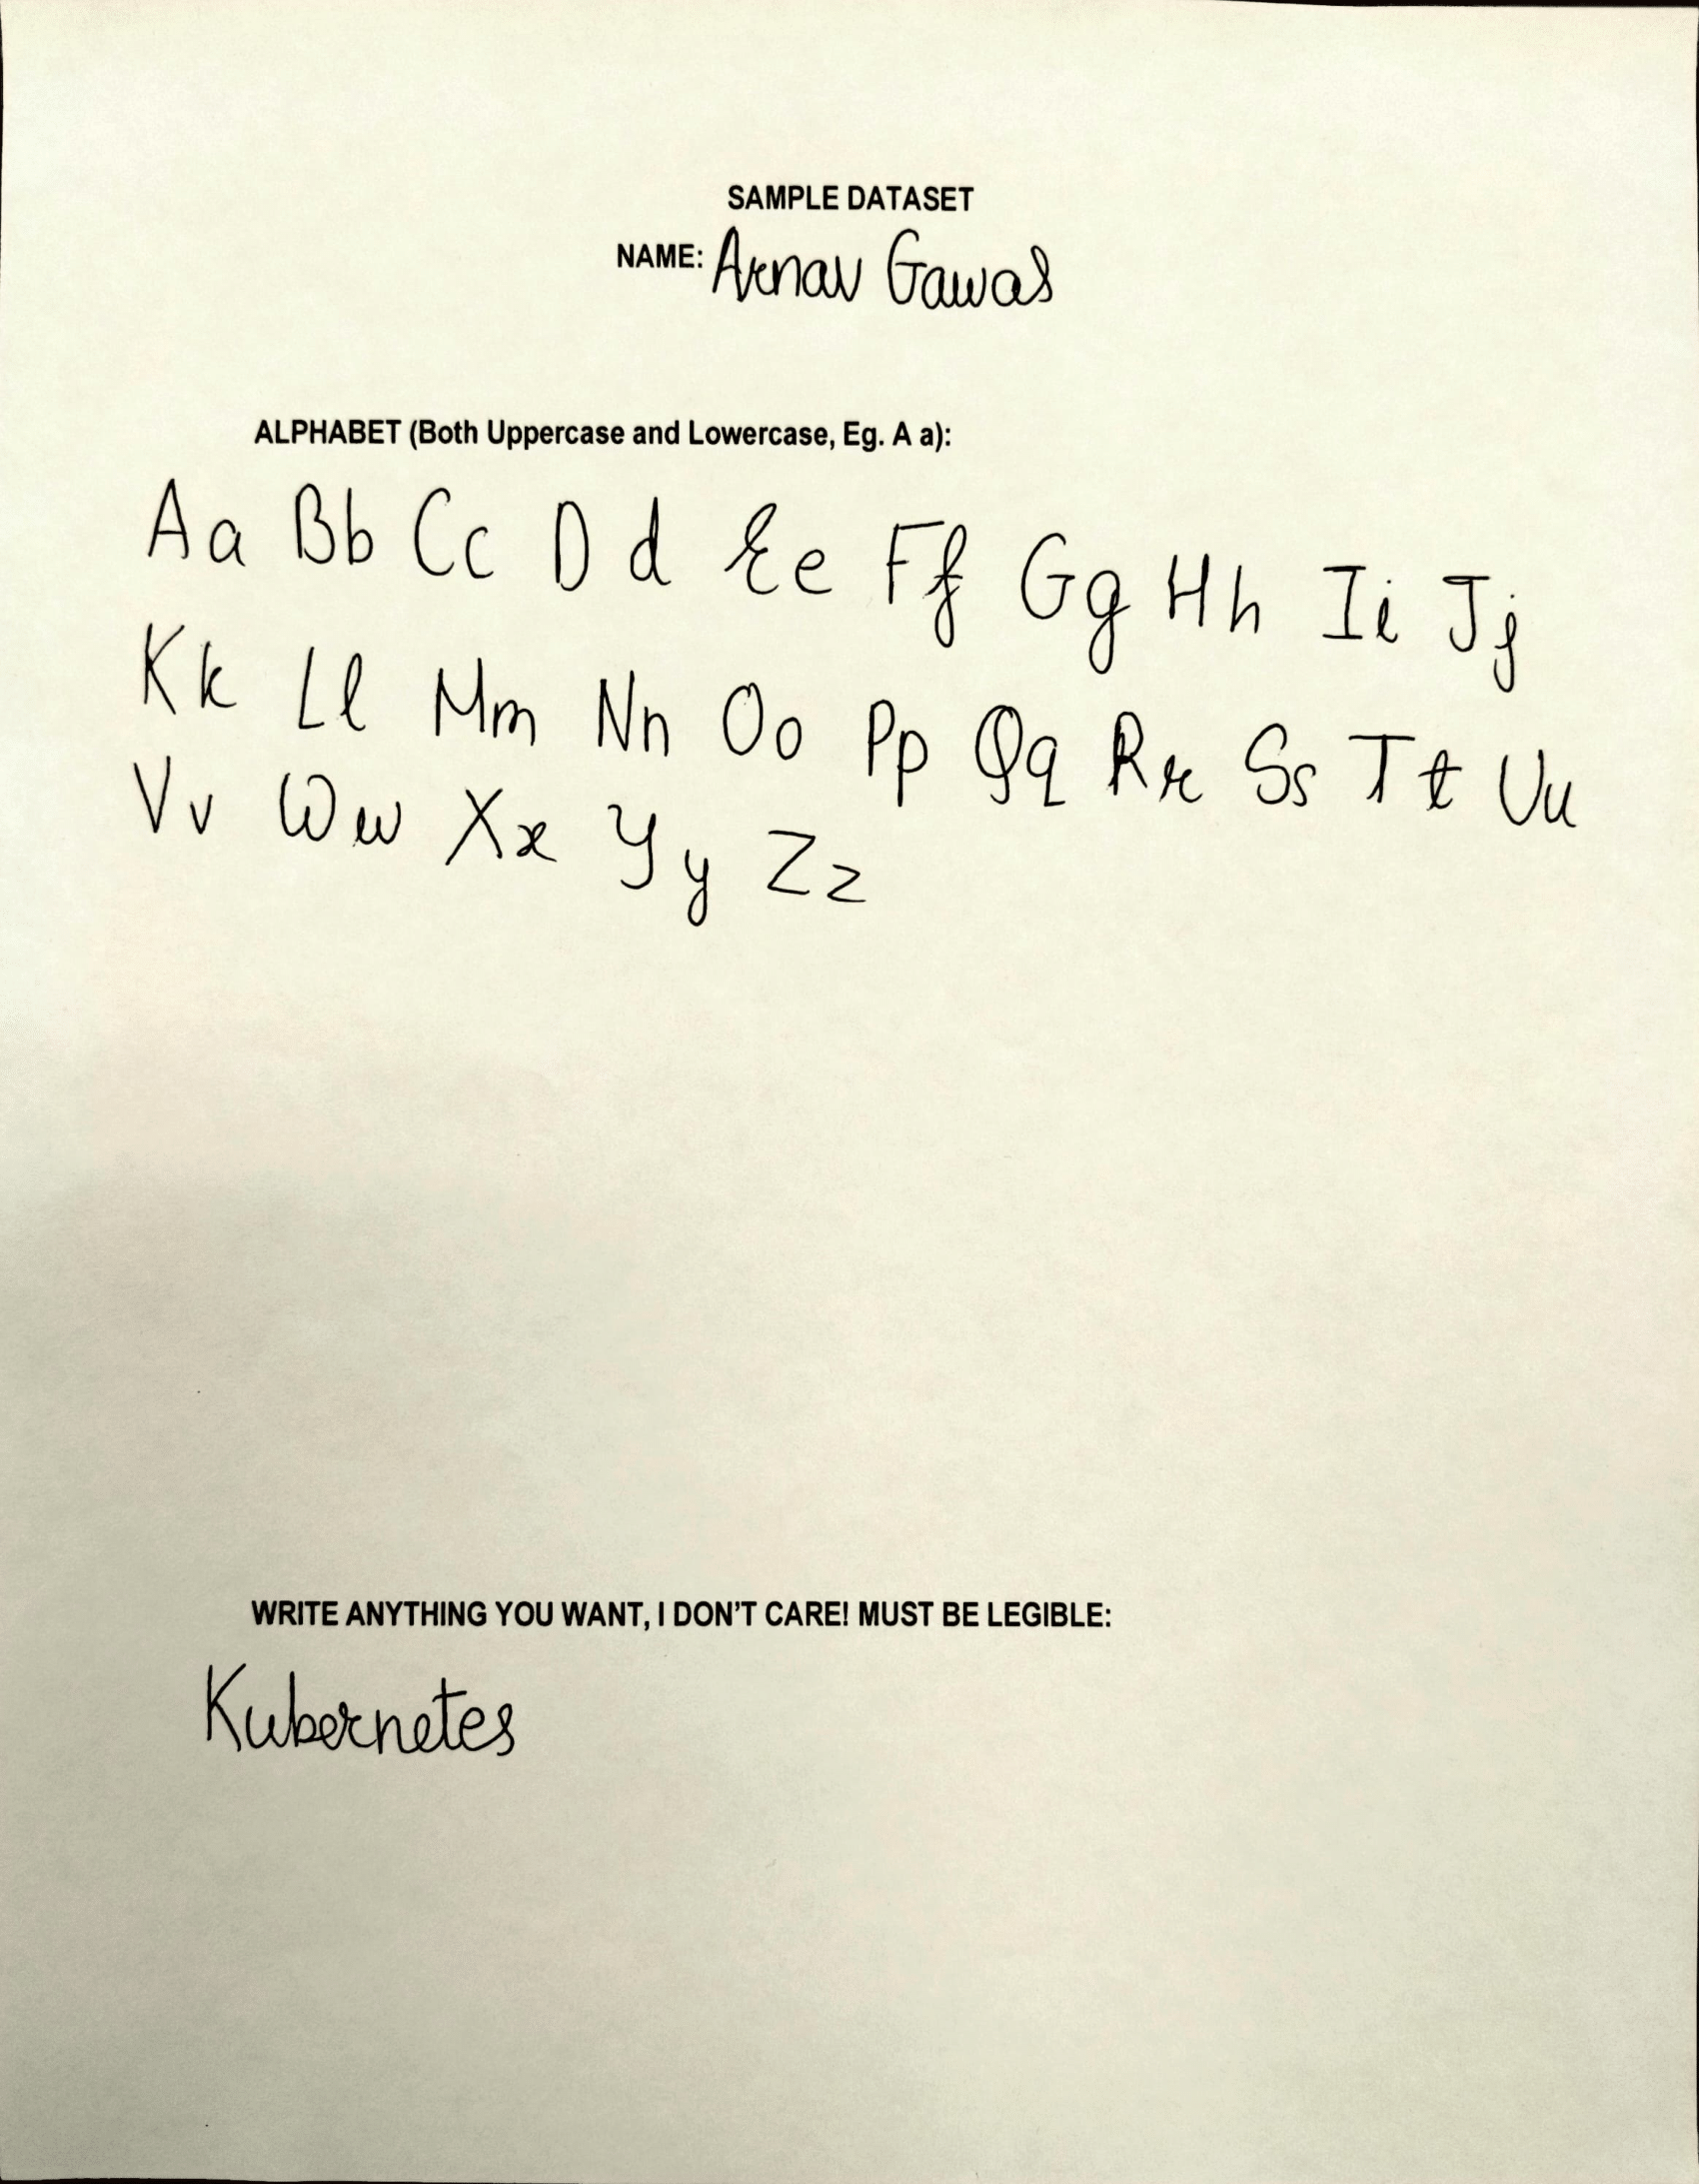 SAMPLE DATASET
NAME: Arnav Gawas
ALPHABET (Both Uppercase and Lowercase, Eg. A a):
Aa Bb Cc D d Ee Ff Gg Hh Ii Jj
Kk Ll Mm Nn Oo Pp Qq Rr Ss Tt Uu
Vv Ww Xx Yy Zz
WRITE ANYTHING YOU WANT, I DON'T CARE! MUST BE LEGIBLE:
Kubernetes